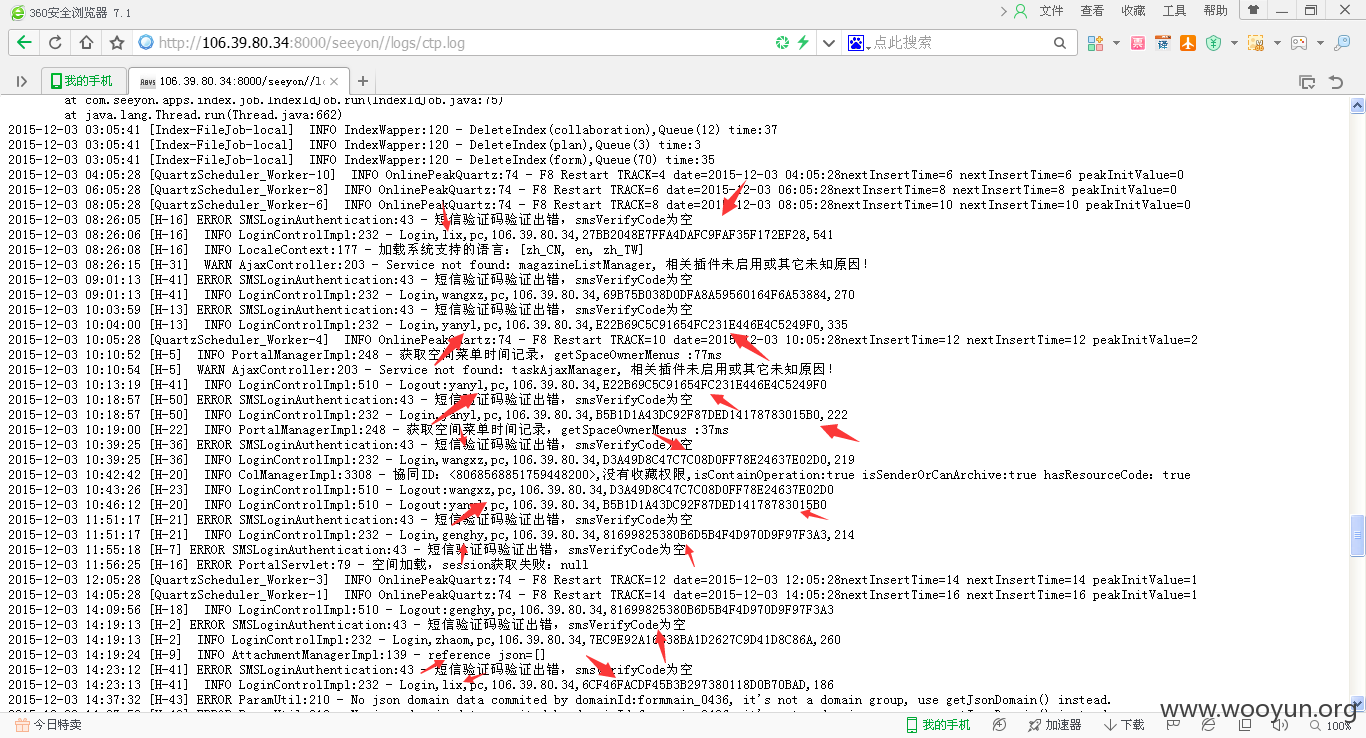 360安全浏览器 7.1
文件 查看 收藏 工具 帮助
http://106.39.80.34:8000/seeyon//logs/ctp.log
点此搜索
我的手机
106.39.80.34:8000/seeyon//l
at com.seeyon.apps.index.job.IndexIdJob.run(IndexIdJob.java:75)
at java.lang.Thread.run(Thread.java:662)
2015-12-03 03:05:41 [Index-FileJob-local] INFO IndexWapper:120 - DeleteIndex(collaboration),Queue(12) time:37
2015-12-03 03:05:41 [Index-FileJob-local] INFO IndexWapper:120 - DeleteIndex(plan),Queue(3) time:3
2015-12-03 03:05:41 [Index-FileJob-local] INFO IndexWapper:120 - DeleteIndex(form),Queue(70) time:35
2015-12-03 04:05:28 [QuartzScheduler_Worker-10] INFO OnlinePeakQuartz:74 - F8 Restart TRACK=4 date=2015-12-03 04:05:28nextInsertTime=6 nextInsertTime=6 peakInitValue=0
2015-12-03 06:05:28 [QuartzScheduler_Worker-8] INFO OnlinePeakQuartz:74 - F8 Restart TRACK=6 date=2015-12-03 06:05:28nextInsertTime=8 nextInsertTime=8 peakInitValue=0
2015-12-03 08:05:28 [QuartzScheduler_Worker-6] INFO OnlinePeakQuartz:74 - F8 Restart TRACK=8 date=2015-12-03 08:05:28nextInsertTime=10 nextInsertTime=10 peakInitValue=0
2015-12-03 08:26:05 [H-16] ERROR SMSLoginAuthentication:43 - 短信验证码验证出错，smsVerifyCode为空
2015-12-03 08:26:06 [H-16] INFO LoginControlImpl:232 - Login,lix,pc,106.39.80.34,27BB2048E7FFA4DAFC9FAF35F172EF28,541
2015-12-03 08:26:08 [H-16] INFO LocaleContext:177 - 加载系统支持的语言：[zh_CN, en, zh_TW]
2015-12-03 08:26:15 [H-31] WARN AjaxController:203 - Service not found: magazineListManager, 相关插件未启用或其它未知原因！
2015-12-03 09:01:13 [H-41] ERROR SMSLoginAuthentication:43 - 短信验证码验证出错，smsVerifyCode为空
2015-12-03 09:01:13 [H-41] INFO LoginControlImpl:232 - Login,wangxz,pc,106.39.80.34,69B75B038D0DFA8A59560164F6A53884,270
2015-12-03 10:03:59 [H-13] ERROR SMSLoginAuthentication:43 - 短信验证码验证出错，smsVerifyCode为空
2015-12-03 10:04:00 [H-13] INFO LoginControlImpl:232 - Login,yanyl,pc,106.39.80.34,E22B69C5C91654FC231E446E4C5249F0,335
2015-12-03 10:05:28 [QuartzScheduler_Worker-4] INFO OnlinePeakQuartz:74 - F8 Restart TRACK=10 date=2015-12-03 10:05:28nextInsertTime=12 nextInsertTime=12 peakInitValue=2
2015-12-03 10:10:52 [H-5] INFO PortalManagerImpl:248 - 获取空间菜单时间记录，getSpaceOwnerMenus :77ms
2015-12-03 10:10:54 [H-5] WARN AjaxController:203 - Service not found: taskAjaxManager, 相关插件未启用或其它未知原因！
2015-12-03 10:13:19 [H-41] INFO LoginControlImpl:510 - Logout:yanyl,pc,106.39.80.34,E22B69C5C91654FC231E446E4C5249F0
2015-12-03 10:18:57 [H-50] ERROR SMSLoginAuthentication:43 - 短信验证码验证出错，smsVerifyCode为空
2015-12-03 10:18:57 [H-50] INFO LoginControlImpl:232 - Login,yanyl,pc,106.39.80.34,B5B1D1A43DC92F87DED14178783015B0,222
2015-12-03 10:19:00 [H-22] INFO PortalManagerImpl:248 - 获取空间菜单时间记录，getSpaceOwnerMenus :37ms
2015-12-03 10:39:25 [H-36] ERROR SMSLoginAuthentication:43 - 短信验证码验证出错，smsVerifyCode为空
2015-12-03 10:39:25 [H-36] INFO LoginControlImpl:232 - Login,wangxz,pc,106.39.80.34,D3A49D8C47C7C08D0FF78E24637E02D0,219
2015-12-03 10:42:42 [H-20] INFO ColManagerImpl:3308 - 協同ID：<8068568851759448200>,没有收藏权限,isContainOperation:true isSenderOrCanArchive:true hasResourceCode：true
2015-12-03 10:43:26 [H-23] INFO LoginControlImpl:510 - Logout:wangxz,pc,106.39.80.34,D3A49D8C47C7C08D0FF78E24637E02D0
2015-12-03 10:46:12 [H-20] INFO LoginControlImpl:510 - Logout:yanyl,pc,106.39.80.34,B5B1D1A43DC92F87DED14178783015B0
2015-12-03 11:51:17 [H-21] ERROR SMSLoginAuthentication:43 - 短信验证码验证出错，smsVerifyCode为空
2015-12-03 11:51:17 [H-21] INFO LoginControlImpl:232 - Login,genghy,pc,106.39.80.34,81699825380B6D5B4F4D970D9F97F3A3,214
2015-12-03 11:55:18 [H-7] ERROR SMSLoginAuthentication:43 - 短信验证码验证出错，smsVerifyCode为空
2015-12-03 11:56:25 [H-16] ERROR PortalServlet:79 - 空间加载，session获取失败：null
2015-12-03 12:05:28 [QuartzScheduler_Worker-3] INFO OnlinePeakQuartz:74 - F8 Restart TRACK=12 date=2015-12-03 12:05:28nextInsertTime=14 nextInsertTime=14 peakInitValue=1
2015-12-03 14:05:28 [QuartzScheduler_Worker-1] INFO OnlinePeakQuartz:74 - F8 Restart TRACK=14 date=2015-12-03 14:05:28nextInsertTime=16 nextInsertTime=16 peakInitValue=1
2015-12-03 14:09:56 [H-18] INFO LoginControlImpl:510 - Logout:genghy,pc,106.39.80.34,81699825380B6D5B4F4D970D9F97F3A3
2015-12-03 14:19:13 [H-2] ERROR SMSLoginAuthentication:43 - 短信验证码验证出错，smsVerifyCode为空
2015-12-03 14:19:13 [H-2] INFO LoginControlImpl:232 - Login,zhaom,pc,106.39.80.34,
2015-12-03 14:19:24 [H-9] INFO AttachmentManagerImpl:139 - reference json=[]
2015-12-03 14:23:12 [H-41] ERROR SMSLoginAuthentication:43 - 短信验证码验证出错，smsVerifyCode为空
2015-12-03 14:23:13 [H-41] INFO LoginControlImpl:232 - Login,lix,pc,106.39.80.34,6CF46FACDF45B3B297380118D0B70BAD,186
2015-12-03 14:37:32 [H-43] ERROR ParamUtil:210 - No json domain data commited by domainId:formmain_0436, it's not a domain group, use getJsonDomain() instead.
www.wooyun.org
今日特卖
我的手机 加速器 下载 100%